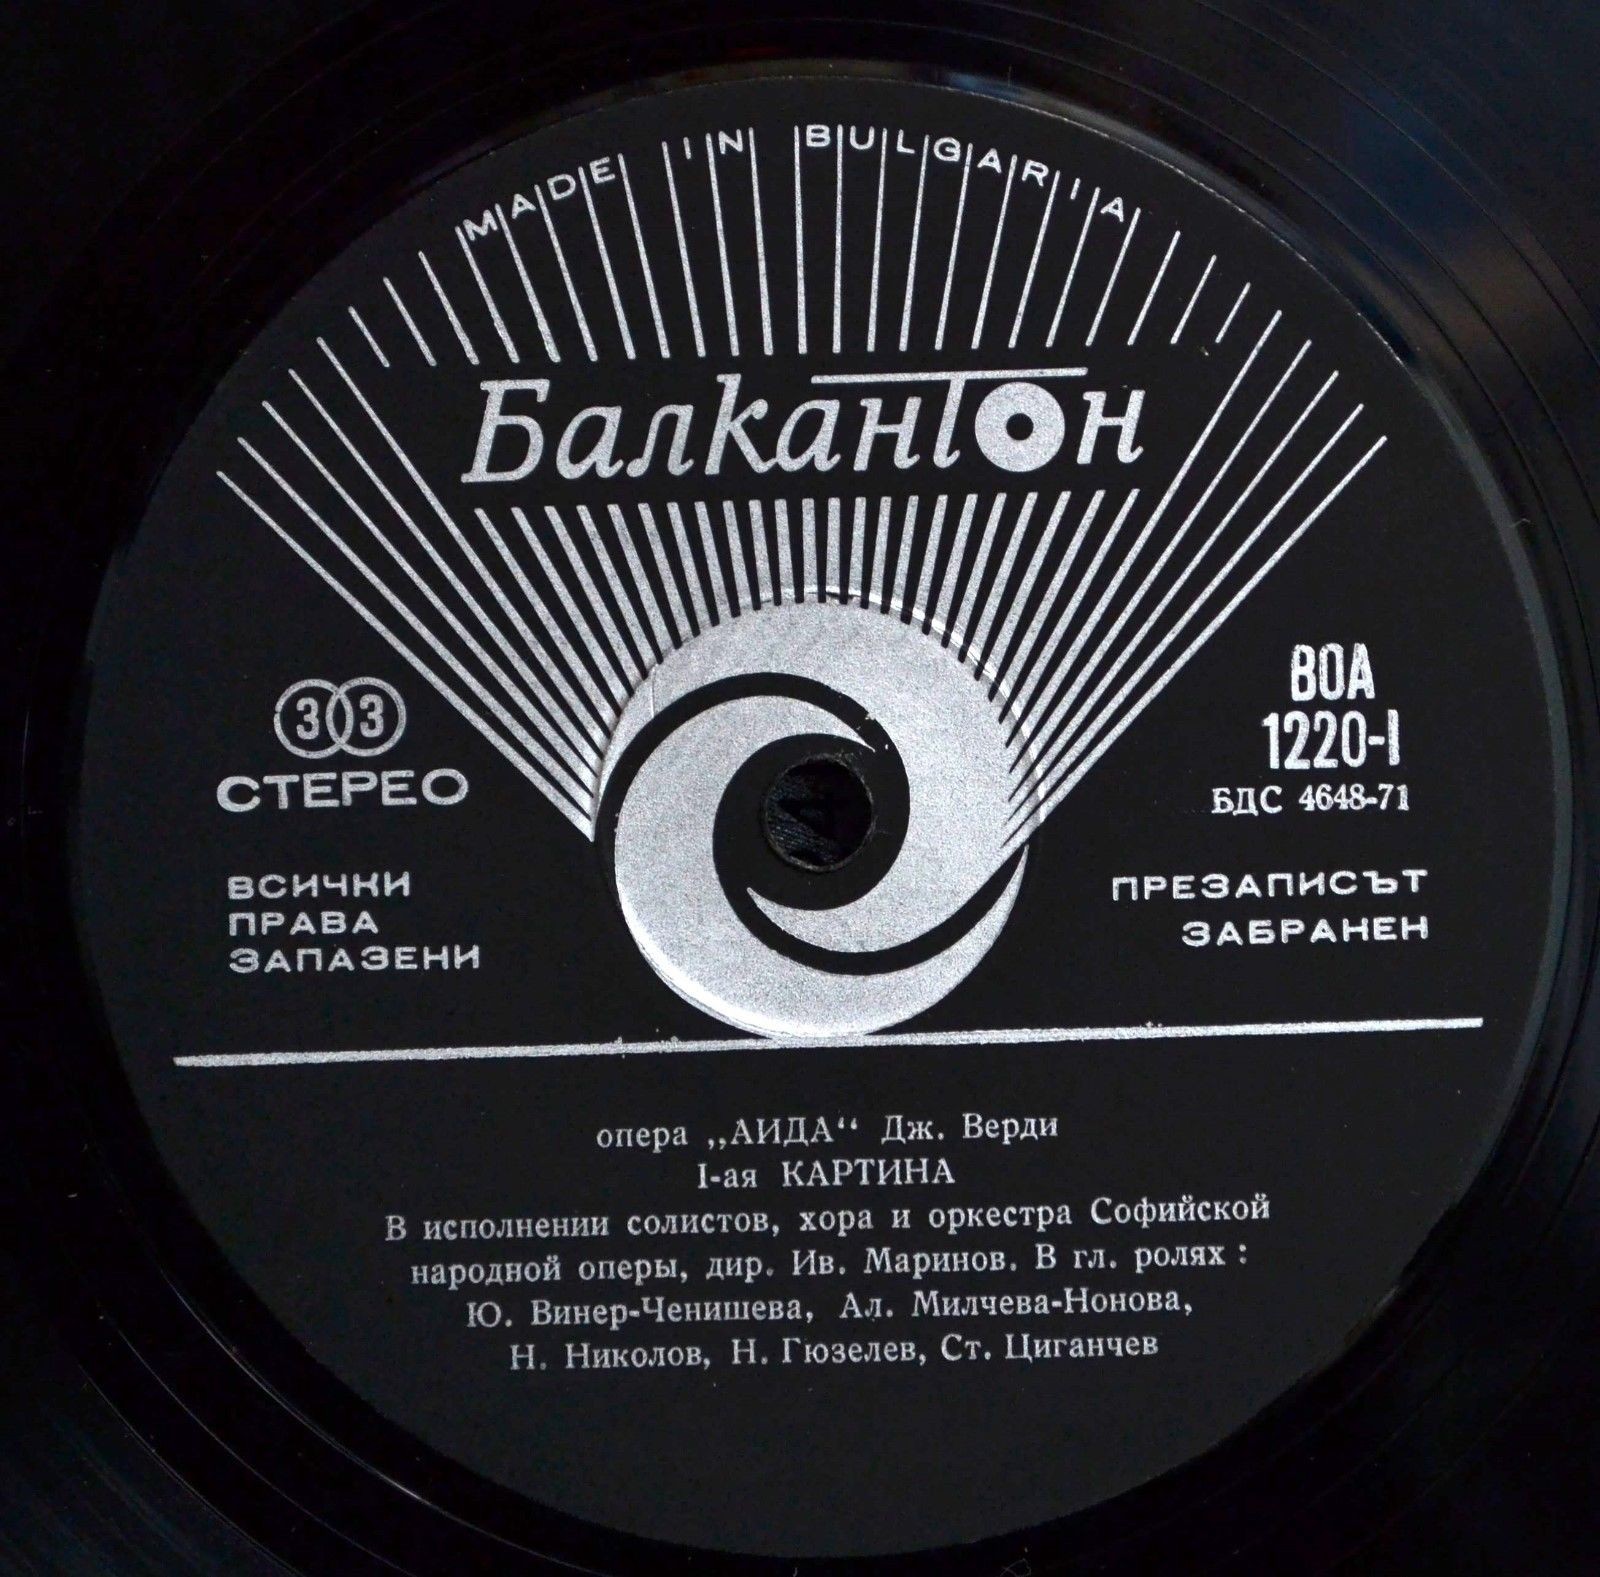 MADE IN BULGARIA
Балкантон
33
СТЕРЕО
ВСИЧКИ
ПРАВА
ЗАПАЗЕНИ
ВОА
1220-I
БДС 4648-71
ПРЕЗАПИСЪТ
ЗАБРАНЕН
опера „АИДА“ Дж. Верди
I-ая КАРТИНА
В исполнении солистов, хора и оркестра Софийской
народной оперы, дир. Ив. Маринов. В гл. ролях :
Ю. Винер-Ченишева, Ал. Милчева-Нонова,
Н. Николов, Н. Гюзелев, Ст. Циганчев